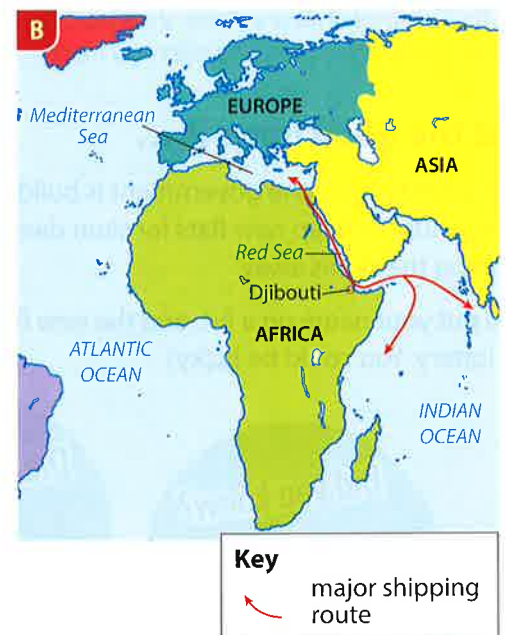 B
Mediterranean
Sea
EUROPE
ASIA
Red Sea
Djibouti
AFRICA
ATLANTIC
OCEAN
INDIAN
OCEAN
Key
major shipping
route